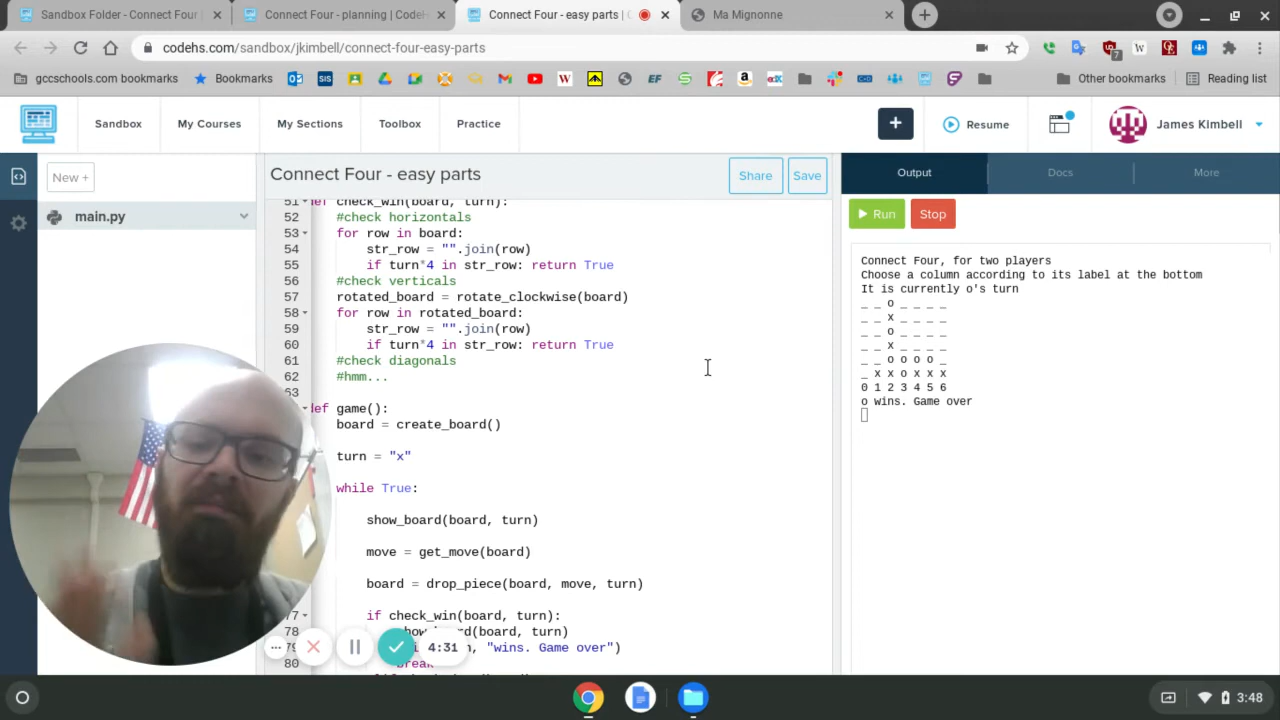 Sandbox Folder - Connect Four
Connect Four - planning | CodeH
Connect Four - easy parts |
Ma Mignonne
codehs.com/sandbox/jkimbell/connect-four-easy-parts
gccschools.com bookmarks
Bookmarks
SIS
W
EF
edX
7
W
Other bookmarks
Reading list
Sandbox
My Courses
My Sections
Toolbox
Practice
+
Resume
James Kimbell
New +
Connect Four - easy parts
Share
Save
Output
Docs
More
main.py
Run
Stop
51 def check_win(board, turn):
52 #check horizontals
53 for row in board:
54 str_row = "".join(row)
55 if turn*4 in str_row: return True
56 #check verticals
57 rotated_board = rotate_clockwise(board)
58 for row in rotated_board:
59 str_row = "".join(row)
60 if turn*4 in str_row: return True
61 #check diagonals
62 #hmm...
63
def game():
board = create_board()
turn = "x"
while True:
show_board(board, turn)
move = get_move(board)
board = drop_piece(board, move, turn)
77 if check_win(board, turn):
78 board(board, turn)
79 "wins. Game over")
80 break
Connect Four, for two players
Choose a column according to its label at the bottom
It is currently o's turn
_ _ o _ _ _ _
_ _ x _ _ _ _
_ _ o _ _ _ _
_ _ x _ _ _ _
_ _ o o o o _
_ x x o x x x
0 1 2 3 4 5 6
o wins. Game over
4:31
3:48